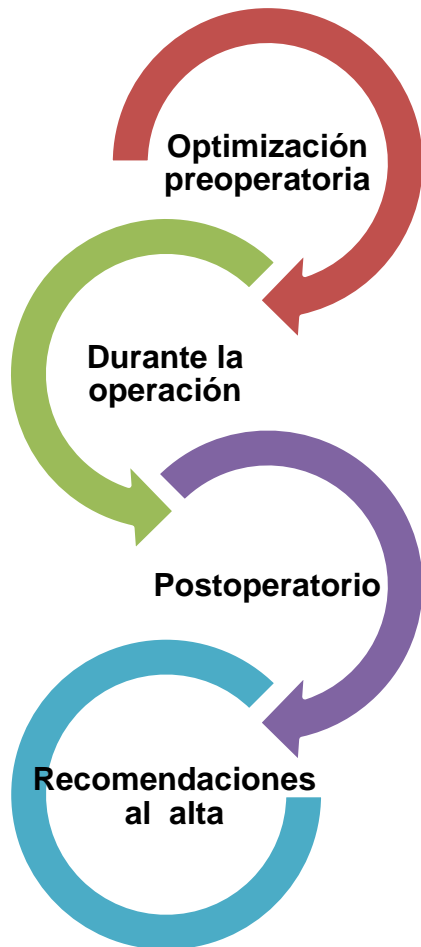 Optimización
preoperatoria
Durante la
operación
Postoperatorio
Recomendaciones
al alta